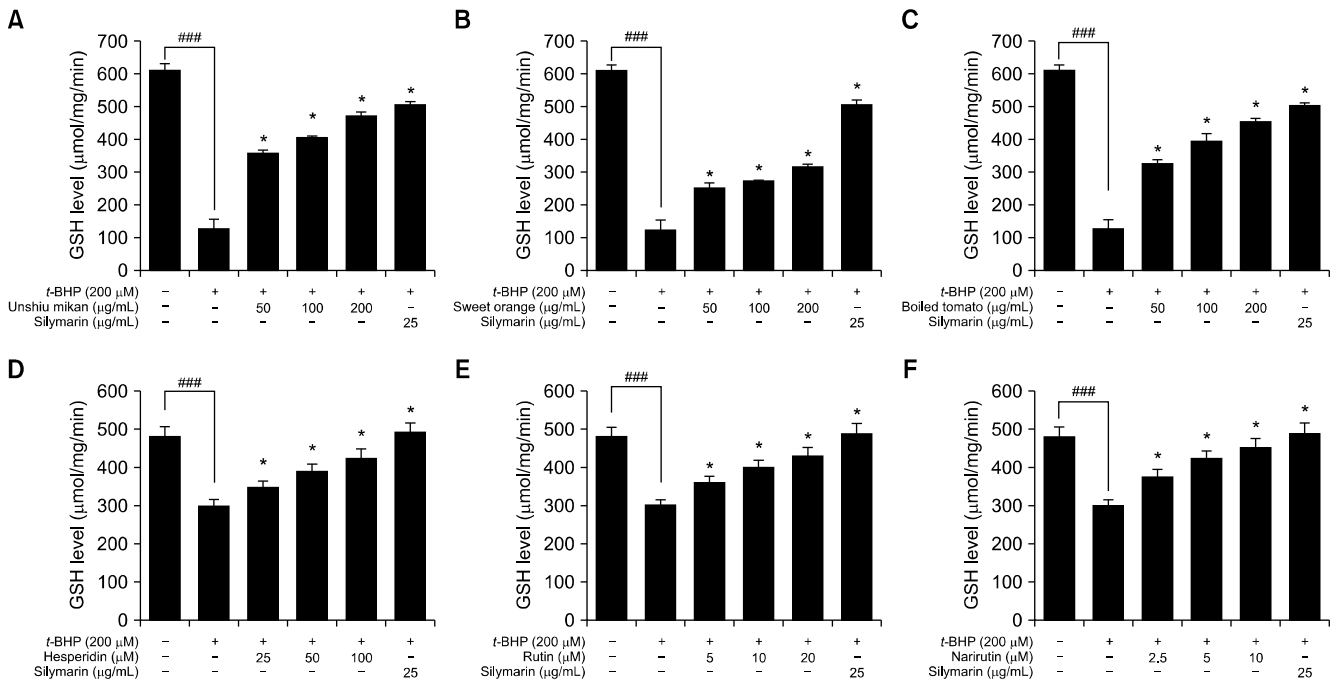 A
GSH level (μmol/mg/min)
700
600
500
400
300
200
100
0
###
* * * *
t-BHP (200 μM) – + + + + +
Unshiu mikan (μg/mL) – – 50 100 200 –
Silymarin (μg/mL) – – – – – 25
B
GSH level (μmol/mg/min)
700
600
500
400
300
200
100
0
###
* * * *
t-BHP (200 μM) – + + + + +
Sweet orange (μg/mL) – – 50 100 200 –
Silymarin (μg/mL) – – – – – 25
C
GSH level (μmol/mg/min)
700
600
500
400
300
200
100
0
###
* * * *
t-BHP (200 μM) – + + + + +
Boiled tomato (μg/mL) – – 50 100 200 –
Silymarin (μg/mL) – – – – – 25
D
GSH level (μmol/mg/min)
600
500
400
300
200
100
0
###
* * * *
t-BHP (200 μM) – + + + + +
Hesperidin (μM) – – 25 50 100 –
Silymarin (μg/mL) – – – – – 25
E
GSH level (μmol/mg/min)
600
500
400
300
200
100
0
###
* * * *
t-BHP (200 μM) – + + + + +
Rutin (μM) – – 5 10 20 –
Silymarin (μg/mL) – – – – – 25
F
GSH level (μmol/mg/min)
600
500
400
300
200
100
0
###
* * * *
t-BHP (200 μM) – + + + + +
Narirutin (μM) – – 2.5 5 10 –
Silymarin (μg/mL) – – – – – 25